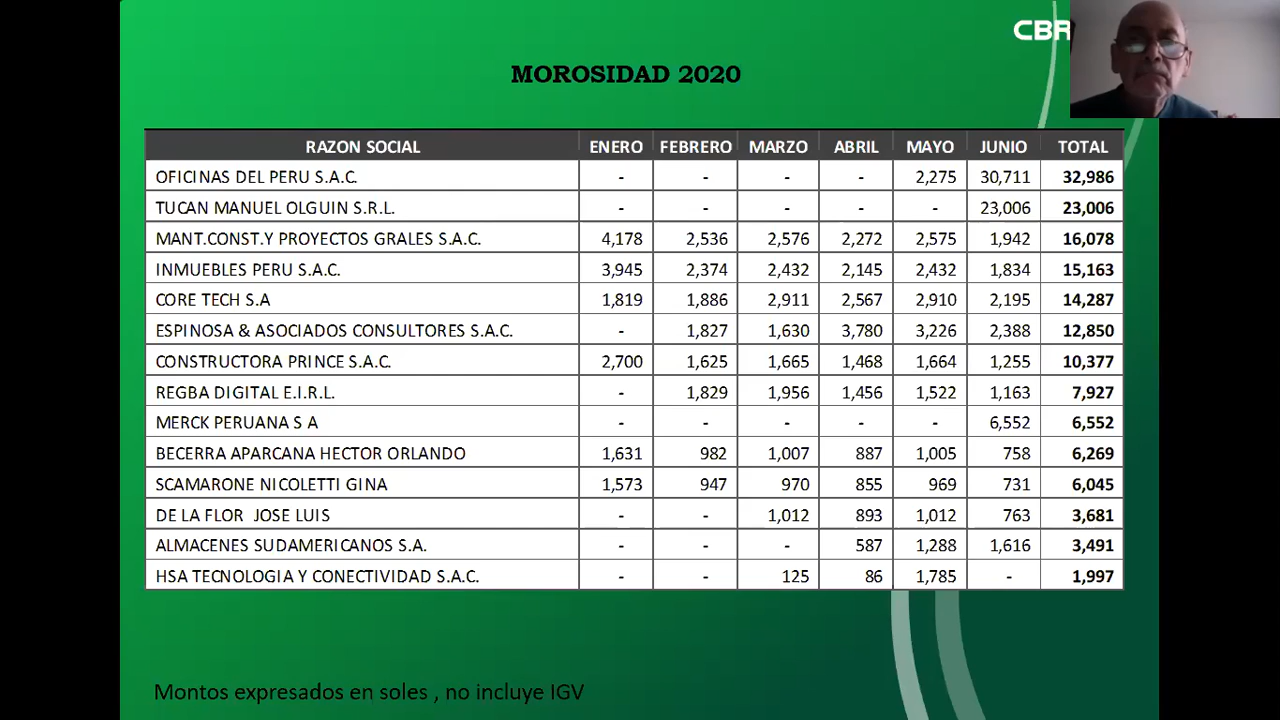 CBR
MOROSIDAD 2020
RAZON SOCIAL ENERO FEBRERO MARZO ABRIL MAYO JUNIO TOTAL
OFICINAS DEL PERU S.A.C. - - - - 2,275 30,711 32,986
TUCAN MANUEL OLGUIN S.R.L. - - - - - 23,006 23,006
MANT.CONST.Y PROYECTOS GRALES S.A.C. 4,178 2,536 2,576 2,272 2,575 1,942 16,078
INMUEBLES PERU S.A.C. 3,945 2,374 2,432 2,145 2,432 1,834 15,163
CORE TECH S.A 1,819 1,886 2,911 2,567 2,910 2,195 14,287
ESPINOSA & ASOCIADOS CONSULTORES S.A.C. - 1,827 1,630 3,780 3,226 2,388 12,850
CONSTRUCTORA PRINCE S.A.C. 2,700 1,625 1,665 1,468 1,664 1,255 10,377
REGBA DIGITAL E.I.R.L. - 1,829 1,956 1,456 1,522 1,163 7,927
MERCK PERUANA S A - - - - - 6,552 6,552
BECERRA APARCANA HECTOR ORLANDO 1,631 982 1,007 887 1,005 758 6,269
SCAMARONE NICOLETTI GINA 1,573 947 970 855 969 731 6,045
DE LA FLOR JOSE LUIS - - 1,012 893 1,012 763 3,681
ALMACENES SUDAMERICANOS S.A. - - - 587 1,288 1,616 3,491
HSA TECNOLOGIA Y CONECTIVIDAD S.A.C. - - 125 86 1,785 - 1,997
Montos expresados en soles , no incluye IGV